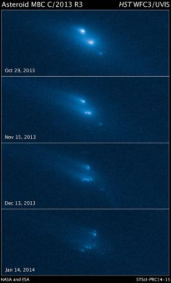 Asteroid MBC C/2013 R3 HST WFC3/UVIS
Oct 29, 2013
Nov 15, 2013
Dec 13, 2013
Jan 14, 2014
NASA and ESA STScI-PRC14-15